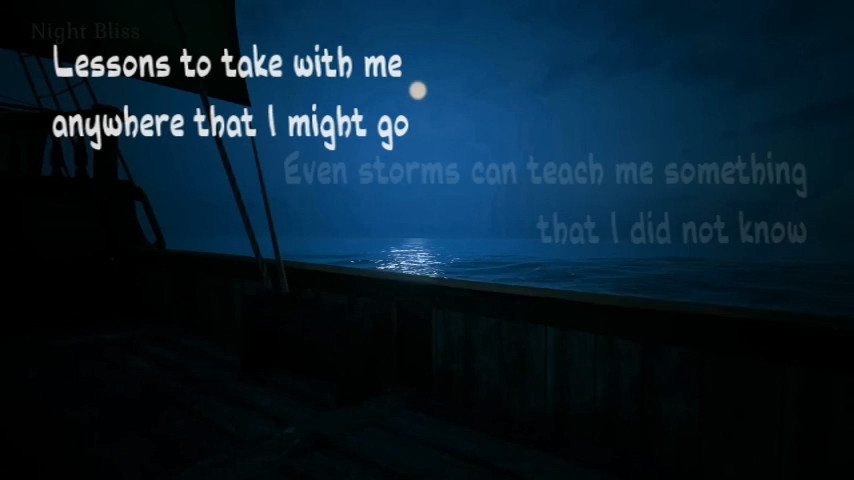 Night Bliss
Lessons to take with me
anywhere that I might go
Even storms can teach me something
that I did not know